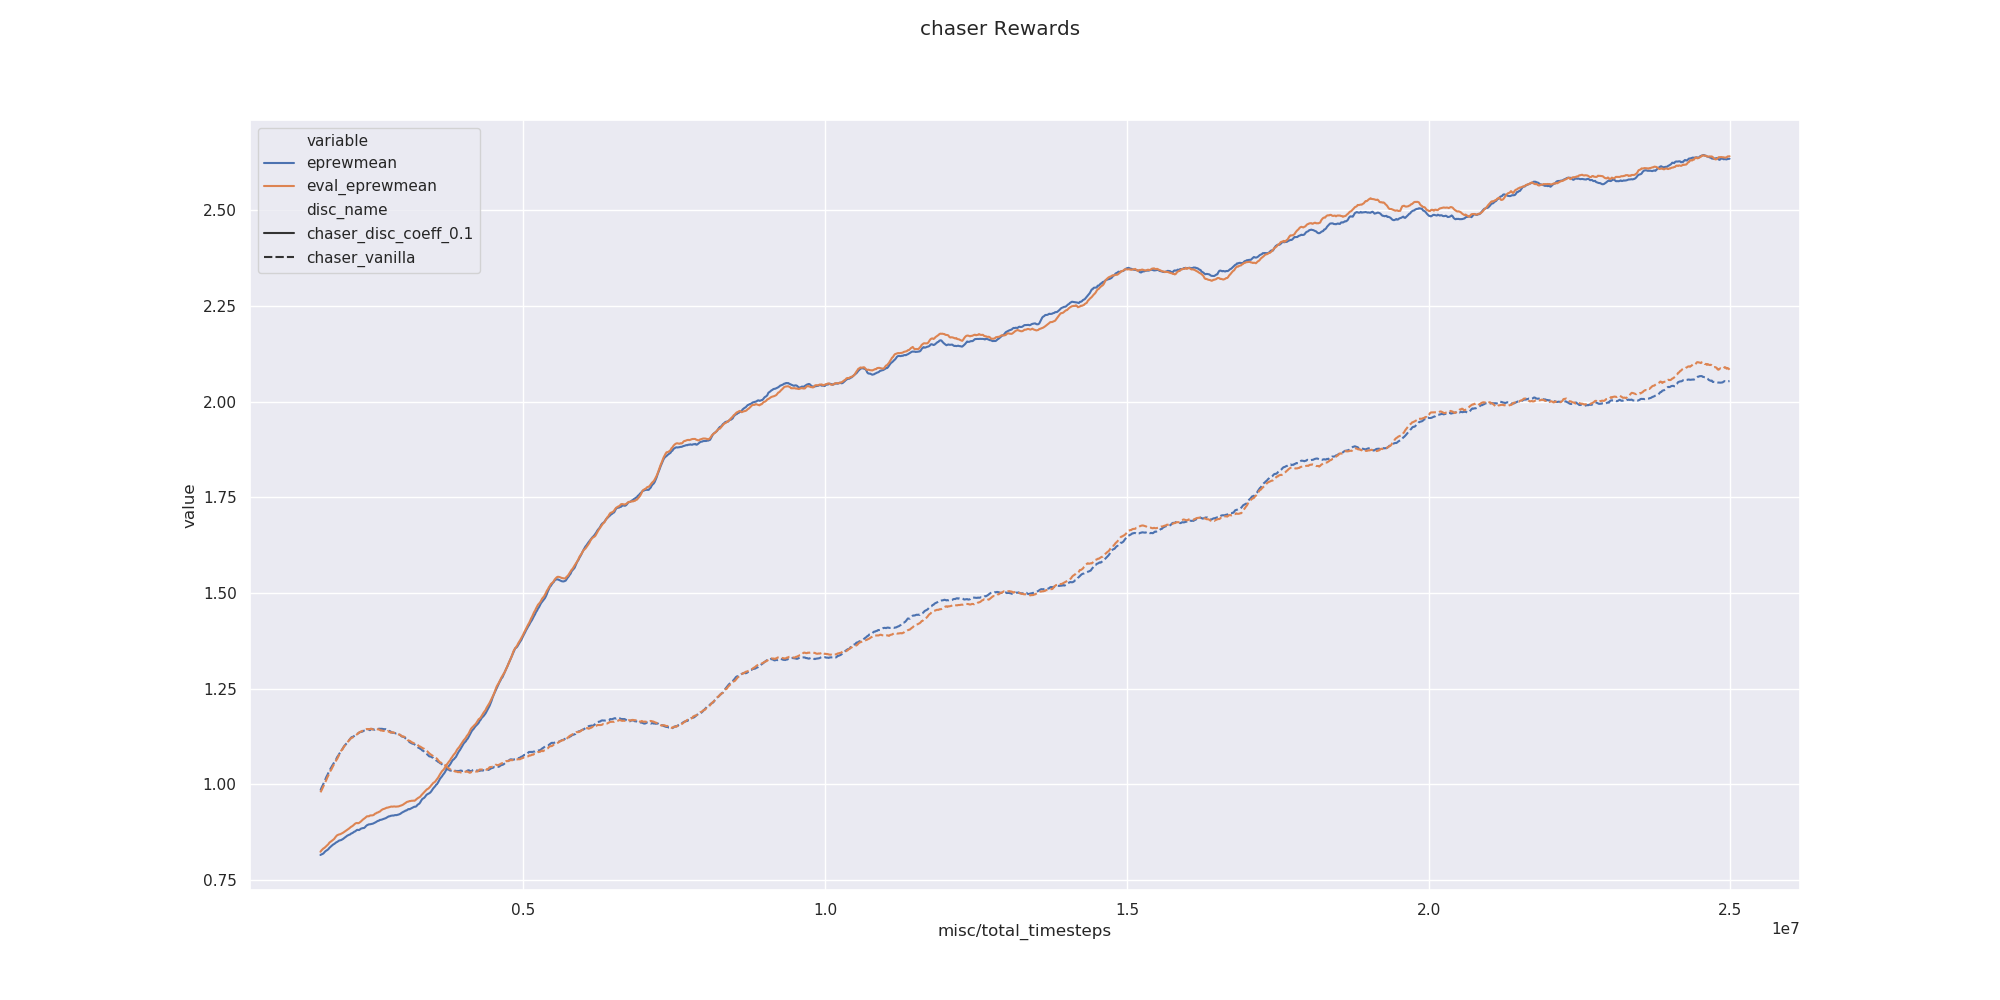 chaser Rewards
variable
eprewmean
eval_eprewmean
disc_name
chaser_disc_coeff_0.1
chaser_vanilla
value
2.50
2.25
2.00
1.75
1.50
1.25
1.00
0.75
0.5 1.0 1.5 2.0 2.5
misc/total_timesteps
1e7